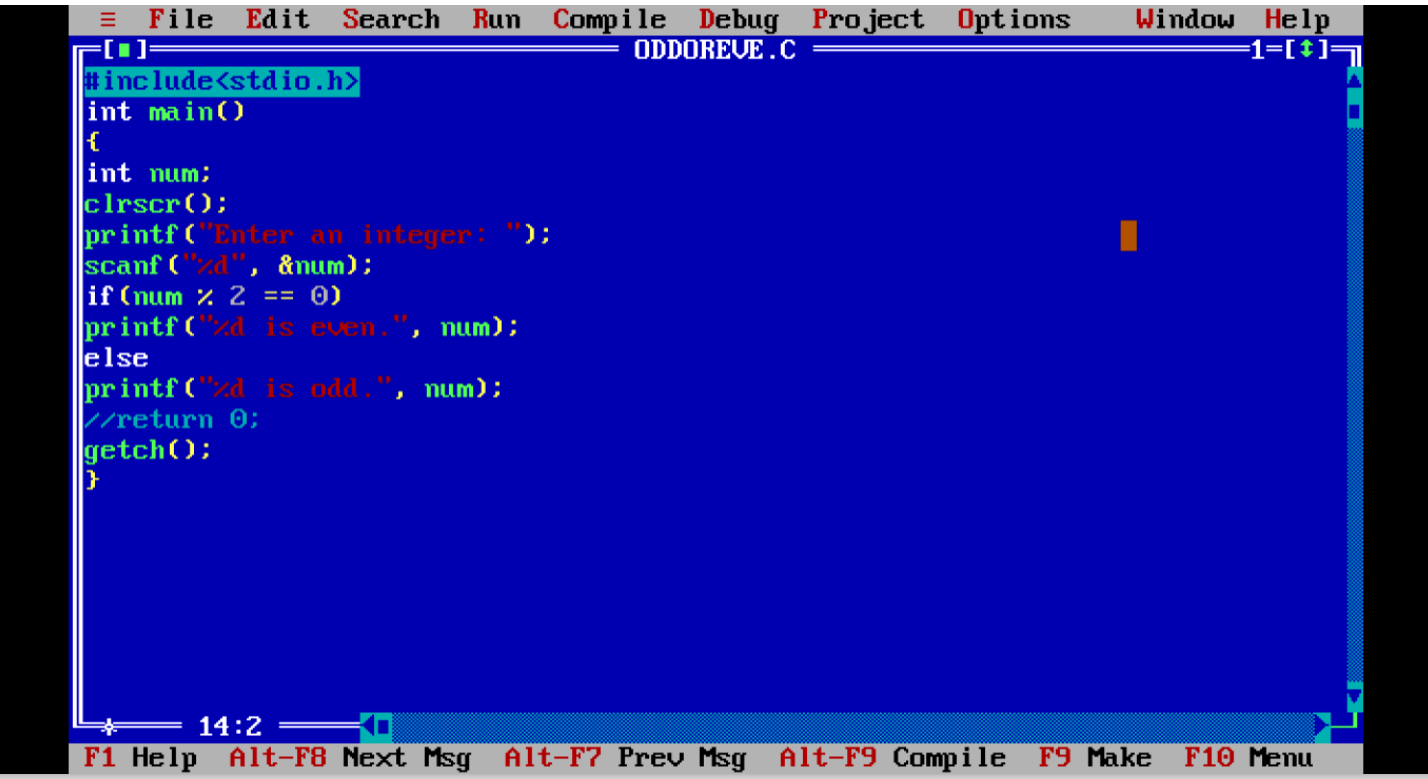 ≡ File Edit Search Run Compile Debug Project Options Window Help
[■] ODDOREVE.C 1=[↕]
#include<stdio.h>
int main()
{
int num;
clrscr();
printf("Enter an integer: ");
scanf("%d", &num);
if(num % 2 == 0)
printf("%d is even.", num);
else
printf("%d is odd.", num);
//return 0;
getch();
}
14:2
F1 Help Alt-F8 Next Msg Alt-F7 Prev Msg Alt-F9 Compile F9 Make F10 Menu